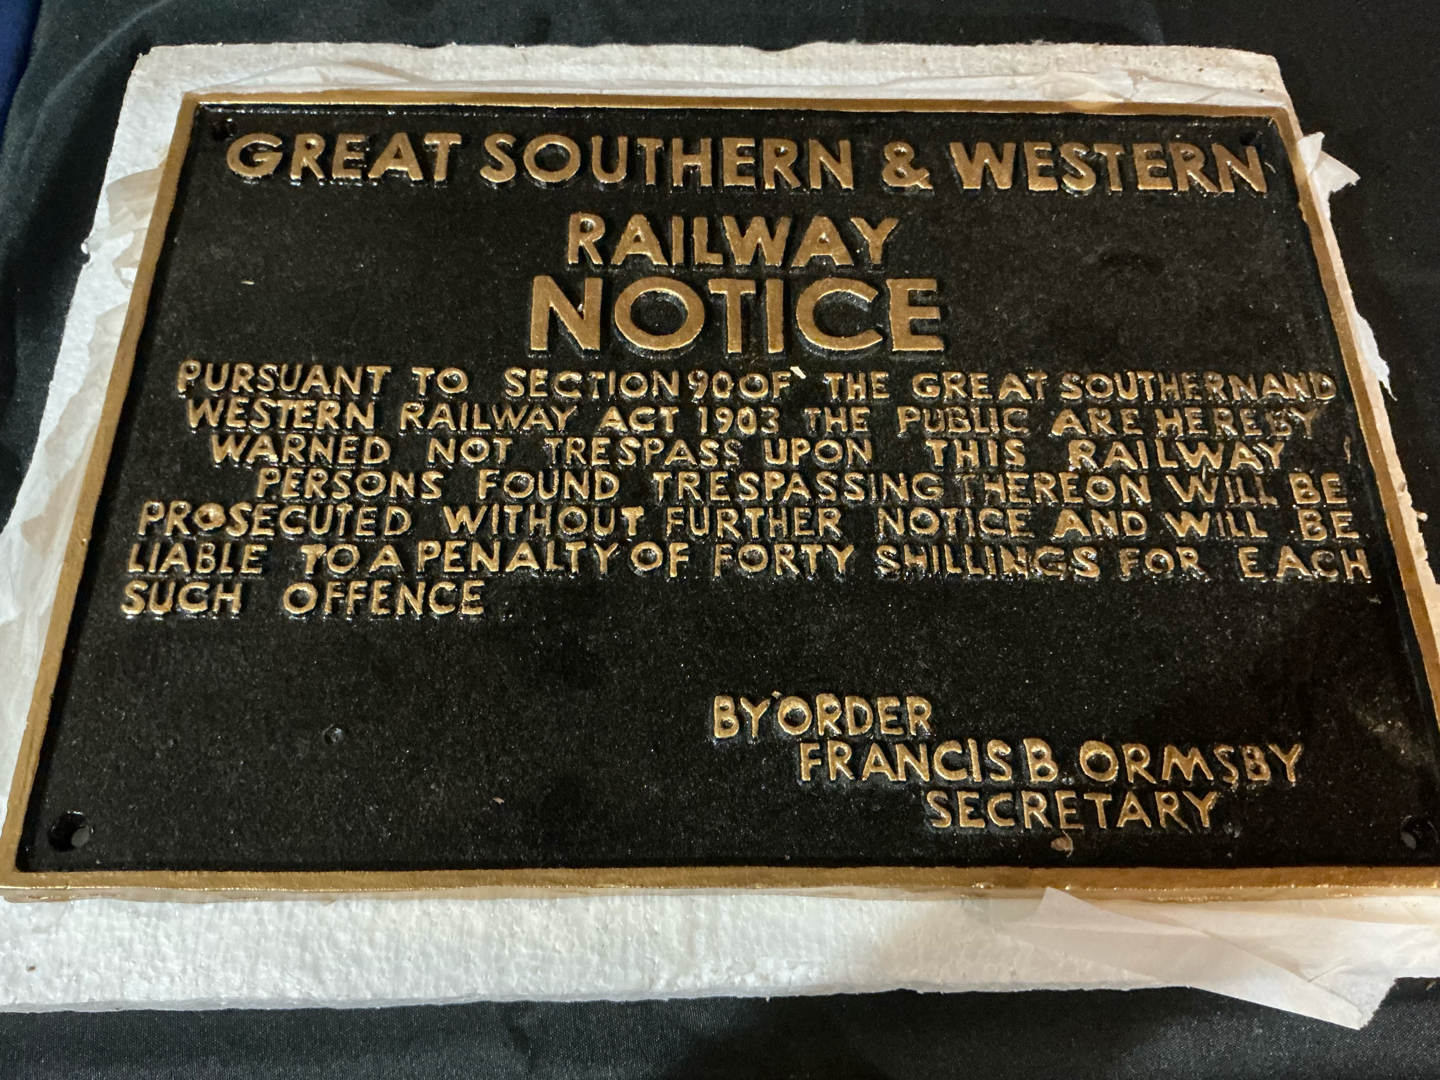 GREAT SOUTHERN & WESTERN
RAILWAY
NOTICE
PURSUANT TO SECTION 90 OF THE GREAT SOUTHERN AND
WESTERN RAILWAY ACT 1903 THE PUBLIC ARE HEREBY
WARNED NOT TRESPASS UPON THIS RAILWAY
PERSONS FOUND TRESPASSING THEREON WILL BE
PROSECUTED WITHOUT FURTHER NOTICE AND WILL BE
LIABLE TO A PENALTY OF FORTY SHILLINGS FOR EACH
SUCH OFFENCE
BY ORDER
FRANCIS B. ORMSBY
SECRETARY